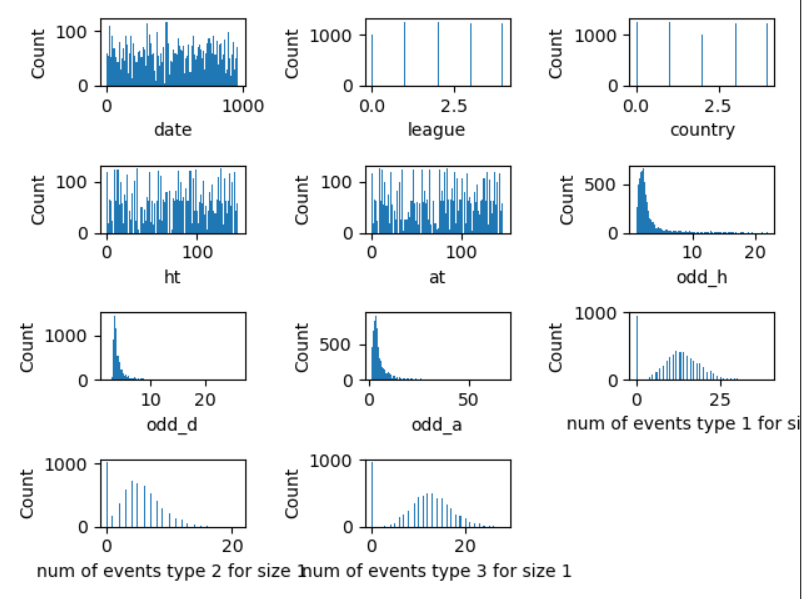 Count
100
0
0
1000
date
Count
1000
0
0.0
2.5
league
Count
1000
0
0.0
2.5
country
Count
100
0
0
100
ht
Count
100
0
0
100
at
Count
500
0
10
20
odd_h
Count
1000
0
10
20
odd_d
Count
500
0
0
50
odd_a
Count
1000
0
0
25
num of events type 1 for si
Count
1000
0
0
20
num of events type 2 for size 1
Count
1000
0
0
20
num of events type 3 for size 1